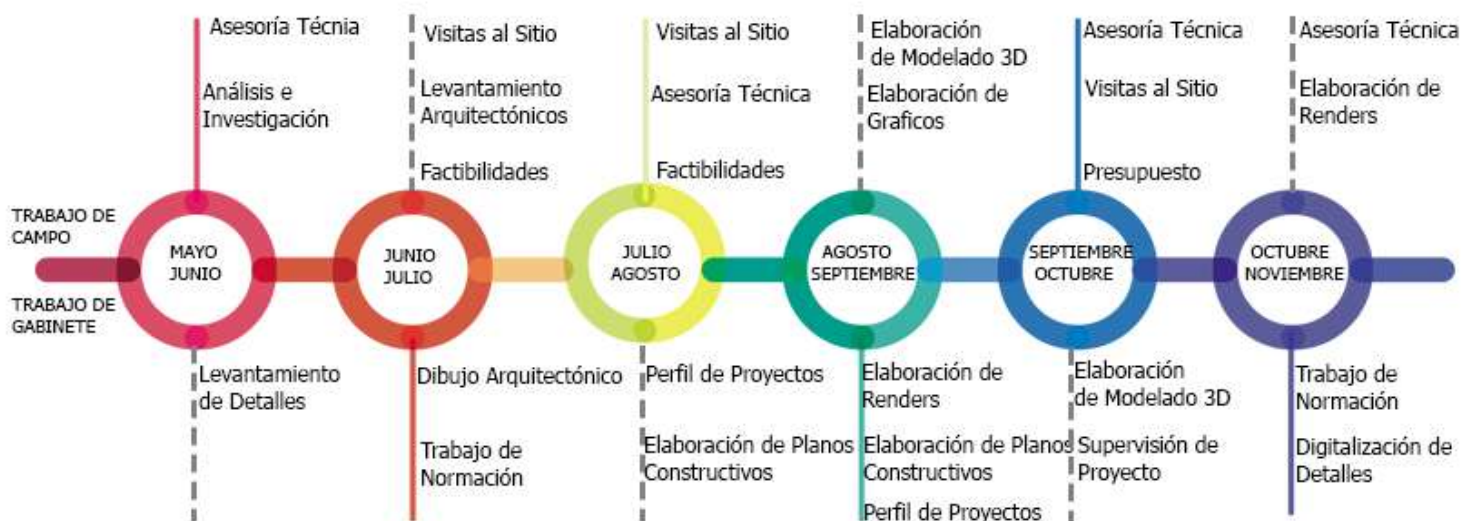 Asesoría Técnia
Análisis e
Investigación
Visitas al Sitio
Levantamiento
Arquitectónicos
Factibilidades
Visitas al Sitio
Asesoría Técnica
Factibilidades
Elaboración
de Modelado 3D
Elaboración de
Graficos
Asesoría Técnica
Visitas al Sitio
Presupuesto
Asesoría Técnica
Elaboración de
Renders
TRABAJO DE
CAMPO
TRABAJO DE
GABINETE
MAYO
JUNIO
JUNIO
JULIO
JULIO
AGOSTO
AGOSTO
SEPTIEMBRE
SEPTIEMBRE
OCTUBRE
OCTUBRE
NOVIEMBRE
Levantamiento
de Detalles
Dibujo Arquitectónico
Trabajo de
Normación
Perfil de Proyectos
Elaboración de Planos
Constructivos
Elaboración de
Renders
Elaboración de Planos
Constructivos
Perfil de Proyectos
Elaboración
de Modelado 3D
Supervisión de
Proyecto
Trabajo de
Normación
Digitalización de
Detalles